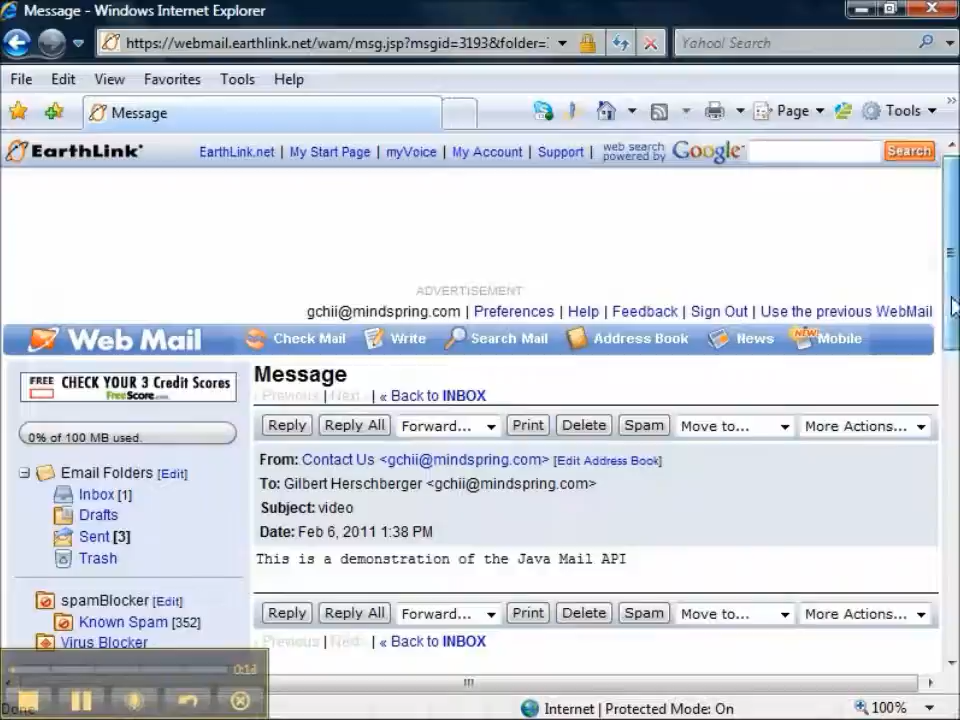 Message - Windows Internet Explorer
https://webmail.earthlink.net/wam/msg.jsp?msgid=3193&folder=
Yahoo! Search
File Edit View Favorites Tools Help
Message
Page Tools
EarthLink
EarthLink.net | My Start Page | myVoice | My Account | Support |
web search powered by Google
Search
ADVERTISEMENT
gchii@mindspring.com | Preferences | Help | Feedback | Sign Out | Use the previous WebMail
Web Mail Check Mail Write Search Mail Address Book News NEW Mobile
FREE CHECK YOUR 3 Credit Scores
FreeScore.com
0% of 100 MB used.
Email Folders [Edit]
Inbox [1]
Drafts
Sent [3]
Trash
spamBlocker [Edit]
Known Spam [352]
Virus Blocker
Message
Previous | Next | « Back to INBOX
Reply Reply All Forward... Print Delete Spam Move to... More Actions...
From: Contact Us <gchii@mindspring.com> [Edit Address Book]
To: Gilbert Herschberger <gchii@mindspring.com>
Subject: video
Date: Feb 6, 2011 1:38 PM
This is a demonstration of the Java Mail API
Reply Reply All Forward... Print Delete Spam Move to... More Actions...
Previous | Next | « Back to INBOX
0:13
Done
Internet | Protected Mode: On
100%